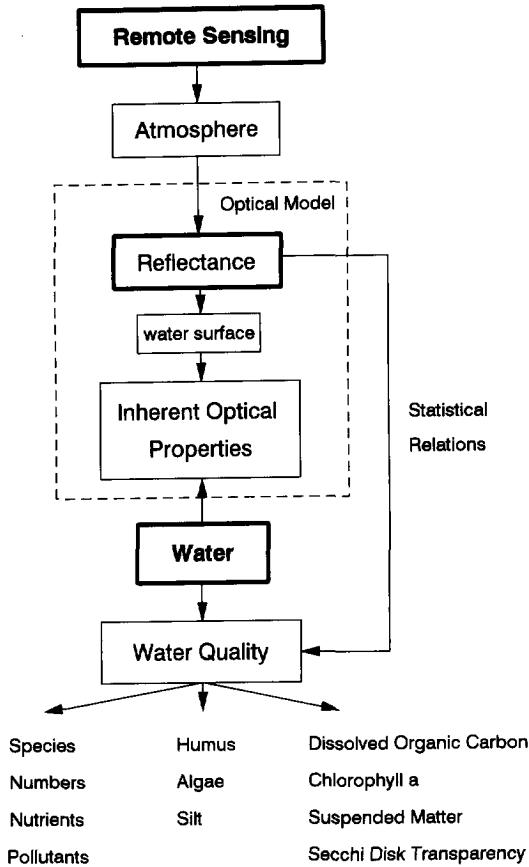 Remote Sensing
Atmosphere
Optical Model
Reflectance
water surface
Inherent Optical
Properties
Statistical
Relations
Water
Water Quality
Species
Numbers
Nutrients
Pollutants
Humus
Algae
Silt
Dissolved Organic Carbon
Chlorophyll a
Suspended Matter
Secchi Disk Transparency